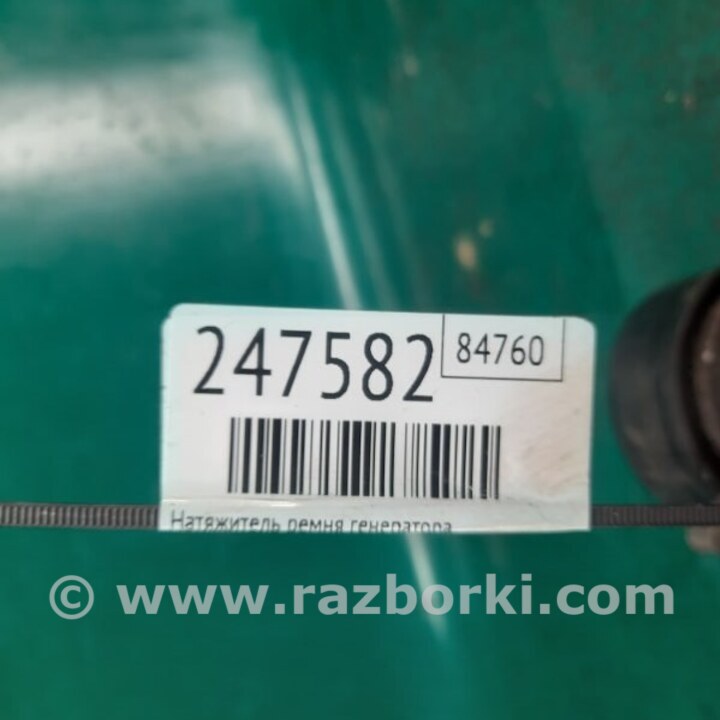 247582
84760
Натяжитель ремня генератора
© www.razborki.com